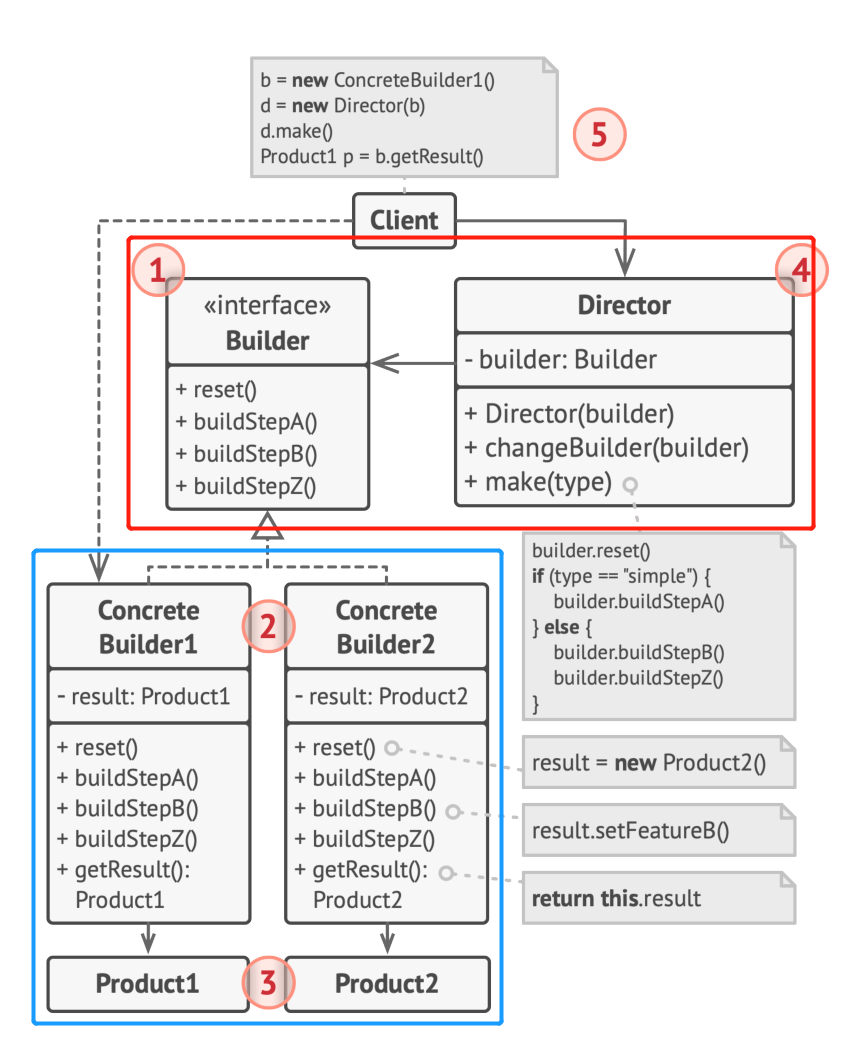 b = new ConcreteBuilder1()
d = new Director(b)
d.make()
Product1 p = b.getResult()
5
Client
1
«interface»
Builder
+ reset()
+ buildStepA()
+ buildStepB()
+ buildStepZ()
4
Director
- builder: Builder
+ Director(builder)
+ changeBuilder(builder)
+ make(type)
builder.reset()
if (type == "simple") {
builder.buildStepA()
} else {
builder.buildStepB()
builder.buildStepZ()
}
Concrete
Builder1
- result: Product1
+ reset()
+ buildStepA()
+ buildStepB()
+ buildStepZ()
+ getResult():
Product1
2
Concrete
Builder2
- result: Product2
+ reset()
+ buildStepA()
+ buildStepB()
+ buildStepZ()
+ getResult():
Product2
result = new Product2()
result.setFeatureB()
return this.result
Product1
3
Product2